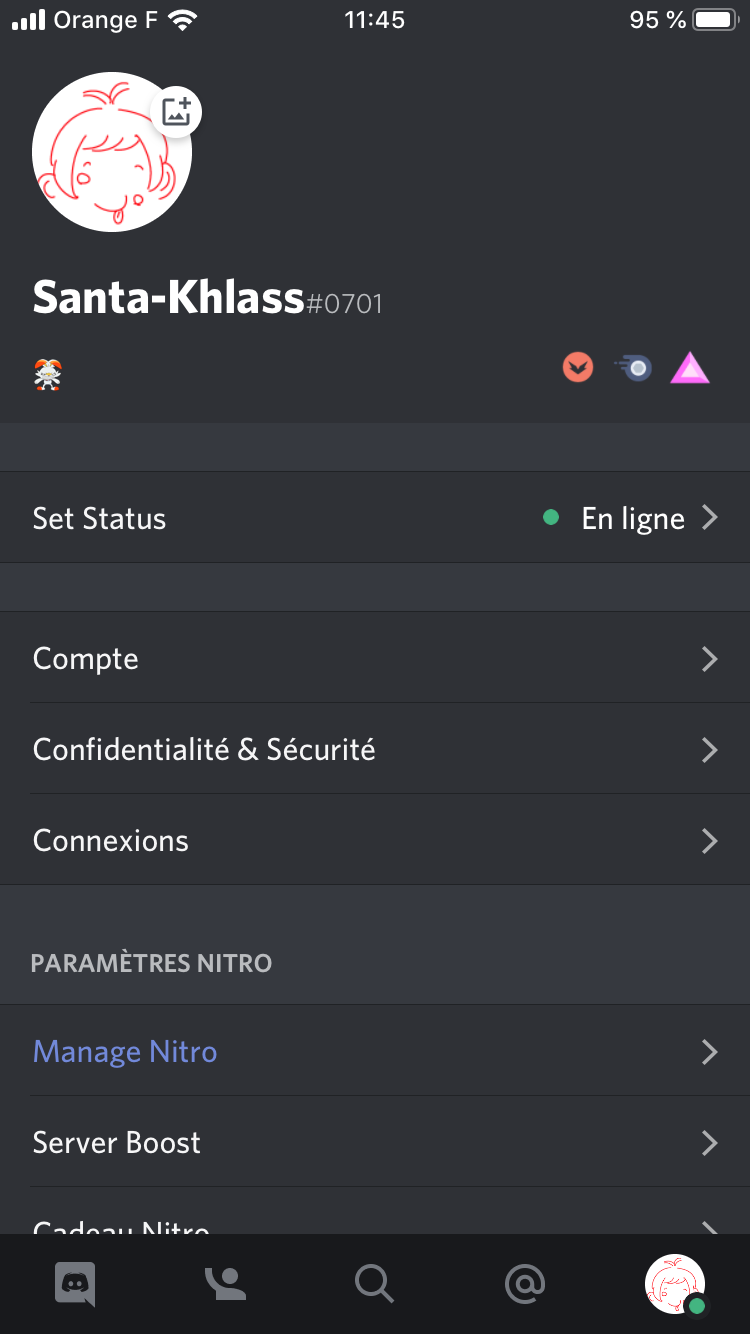 Orange F 11:45 95 %
Santa-Khlass#0701
Set Status En ligne
Compte
Confidentialité & Sécurité
Connexions
PARAMÈTRES NITRO
Manage Nitro
Server Boost
Cadeau Nitro